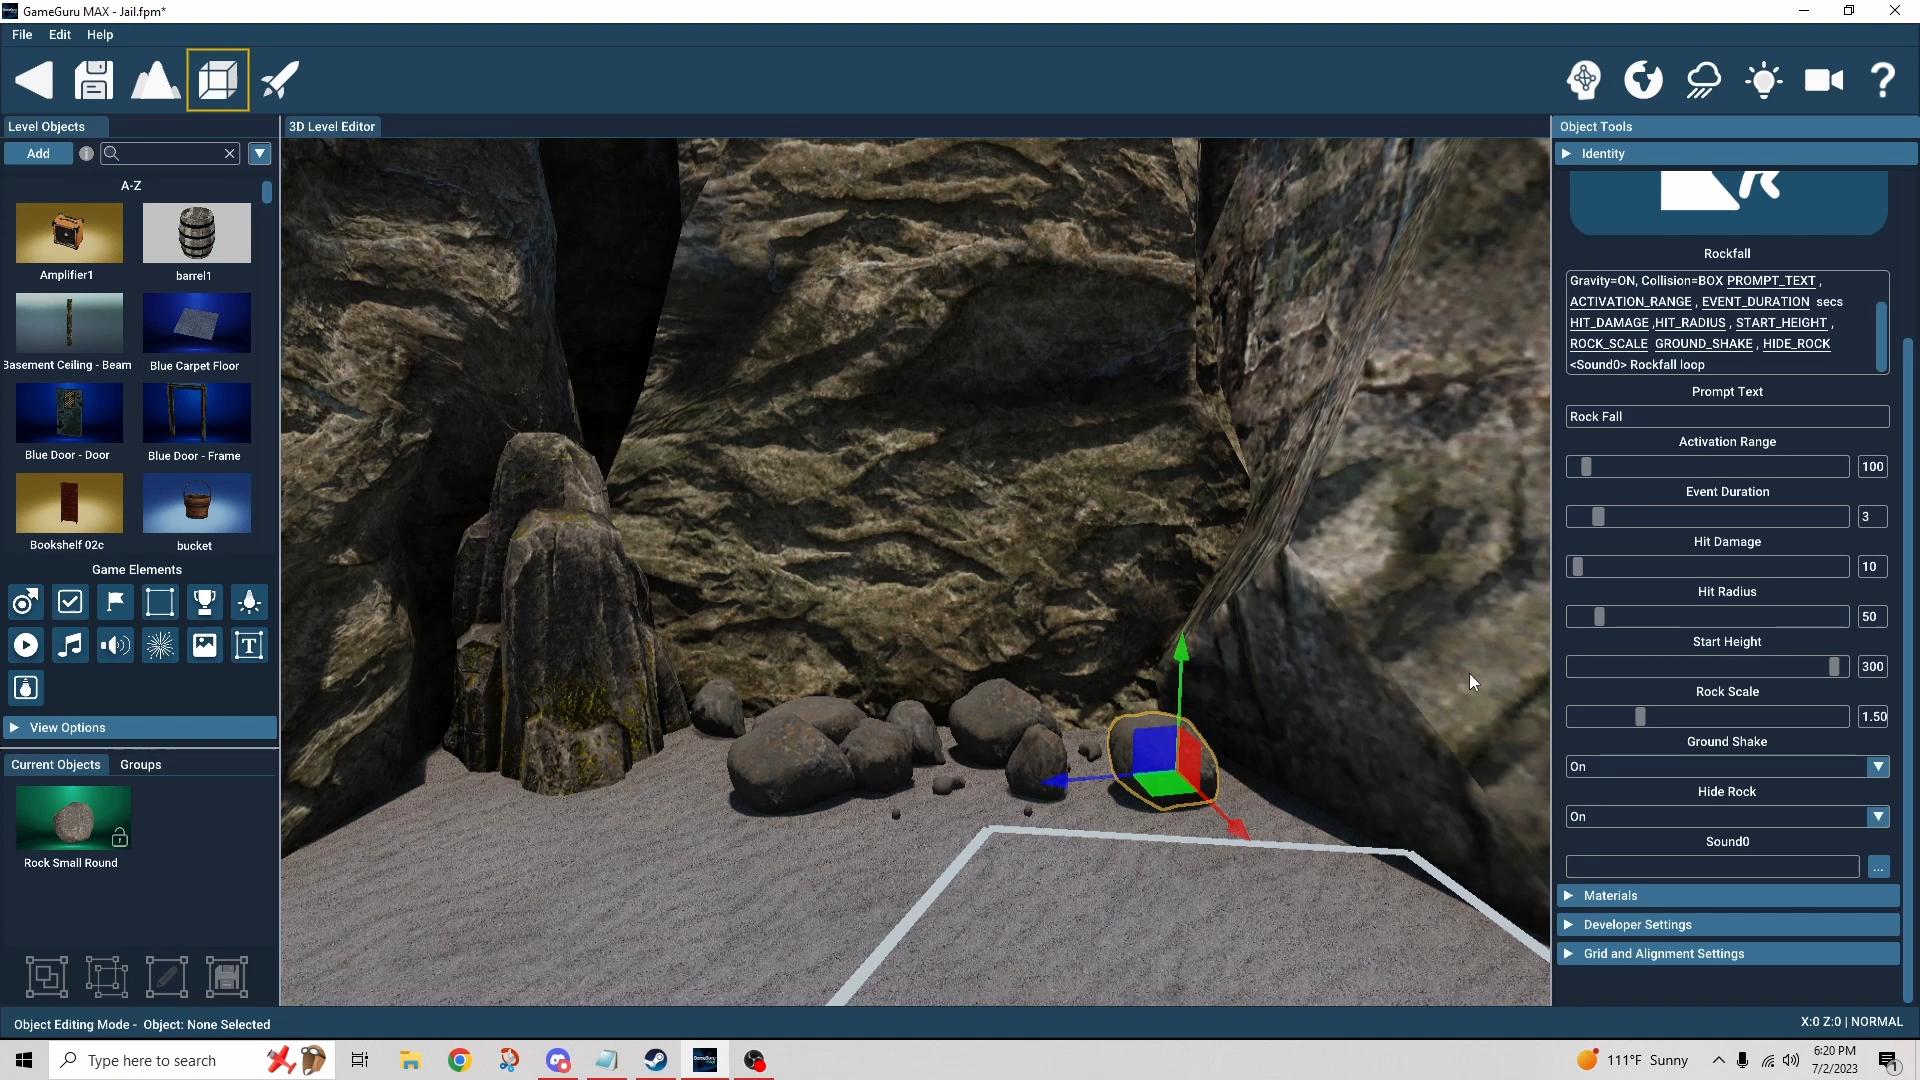 GameGuru MAX - Jail.fpm*
File Edit Help
Level Objects
3D Level Editor
Object Tools
Add
Identity
A-Z
Amplifier1
barrel1
Basement Ceiling - Beam
Blue Carpet Floor
Blue Door - Door
Blue Door - Frame
Bookshelf 02c
bucket
Game Elements
T
View Options
Current Objects
Groups
Rock Small Round
Rockfall
Gravity=ON, Collision=BOX PROMPT_TEXT ,
ACTIVATION_RANGE , EVENT_DURATION secs
HIT_DAMAGE ,HIT_RADIUS , START_HEIGHT ,
ROCK_SCALE GROUND_SHAKE , HIDE_ROCK
<Sound0> Rockfall loop
Prompt Text
Rock Fall
Activation Range
100
Event Duration
3
Hit Damage
10
Hit Radius
50
Start Height
300
Rock Scale
1.50
Ground Shake
On
Hide Rock
On
Sound0
...
Materials
Developer Settings
Grid and Alignment Settings
Object Editing Mode - Object: None Selected
X:0 Z:0 | NORMAL
Type here to search
111°F Sunny
6:20 PM
7/2/2023
1